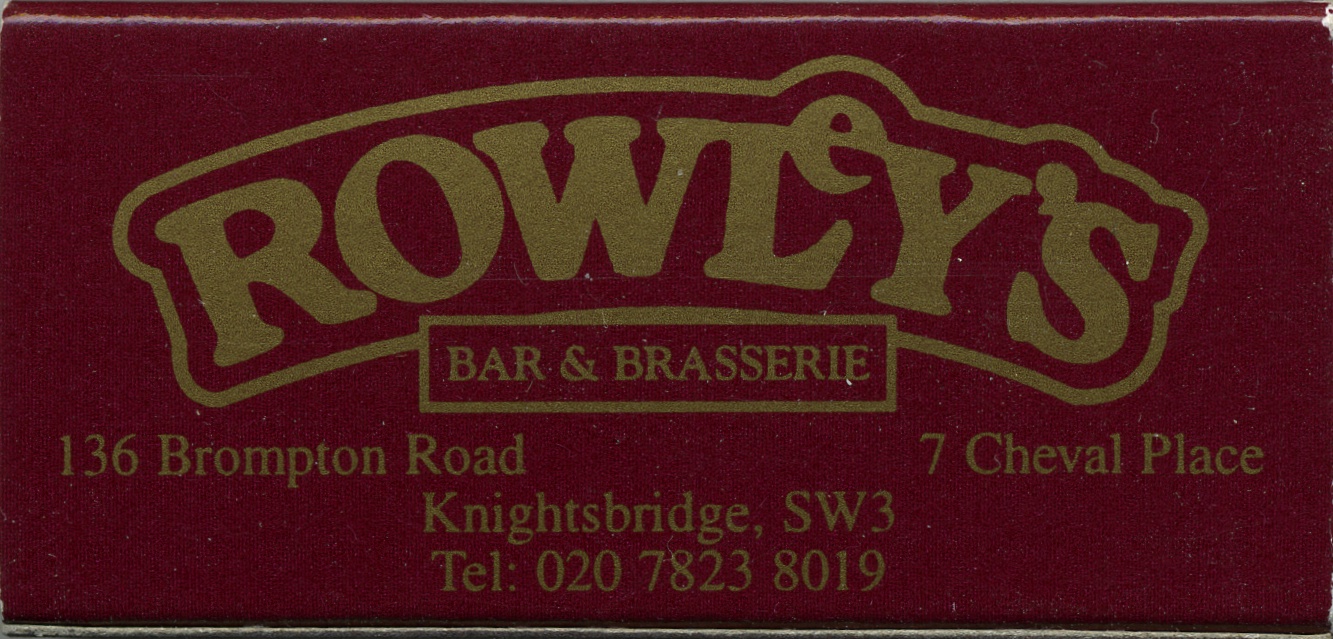 ROWLeY'S
BAR & BRASSERIE
136 Brompton Road 7 Cheval Place
Knightsbridge, SW3
Tel: 020 7823 8019